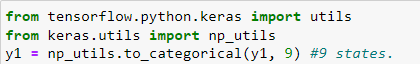 from tensorflow.python.keras import utils
from keras.utils import np_utils
y1 = np_utils.to_categorical(y1, 9) #9 states.